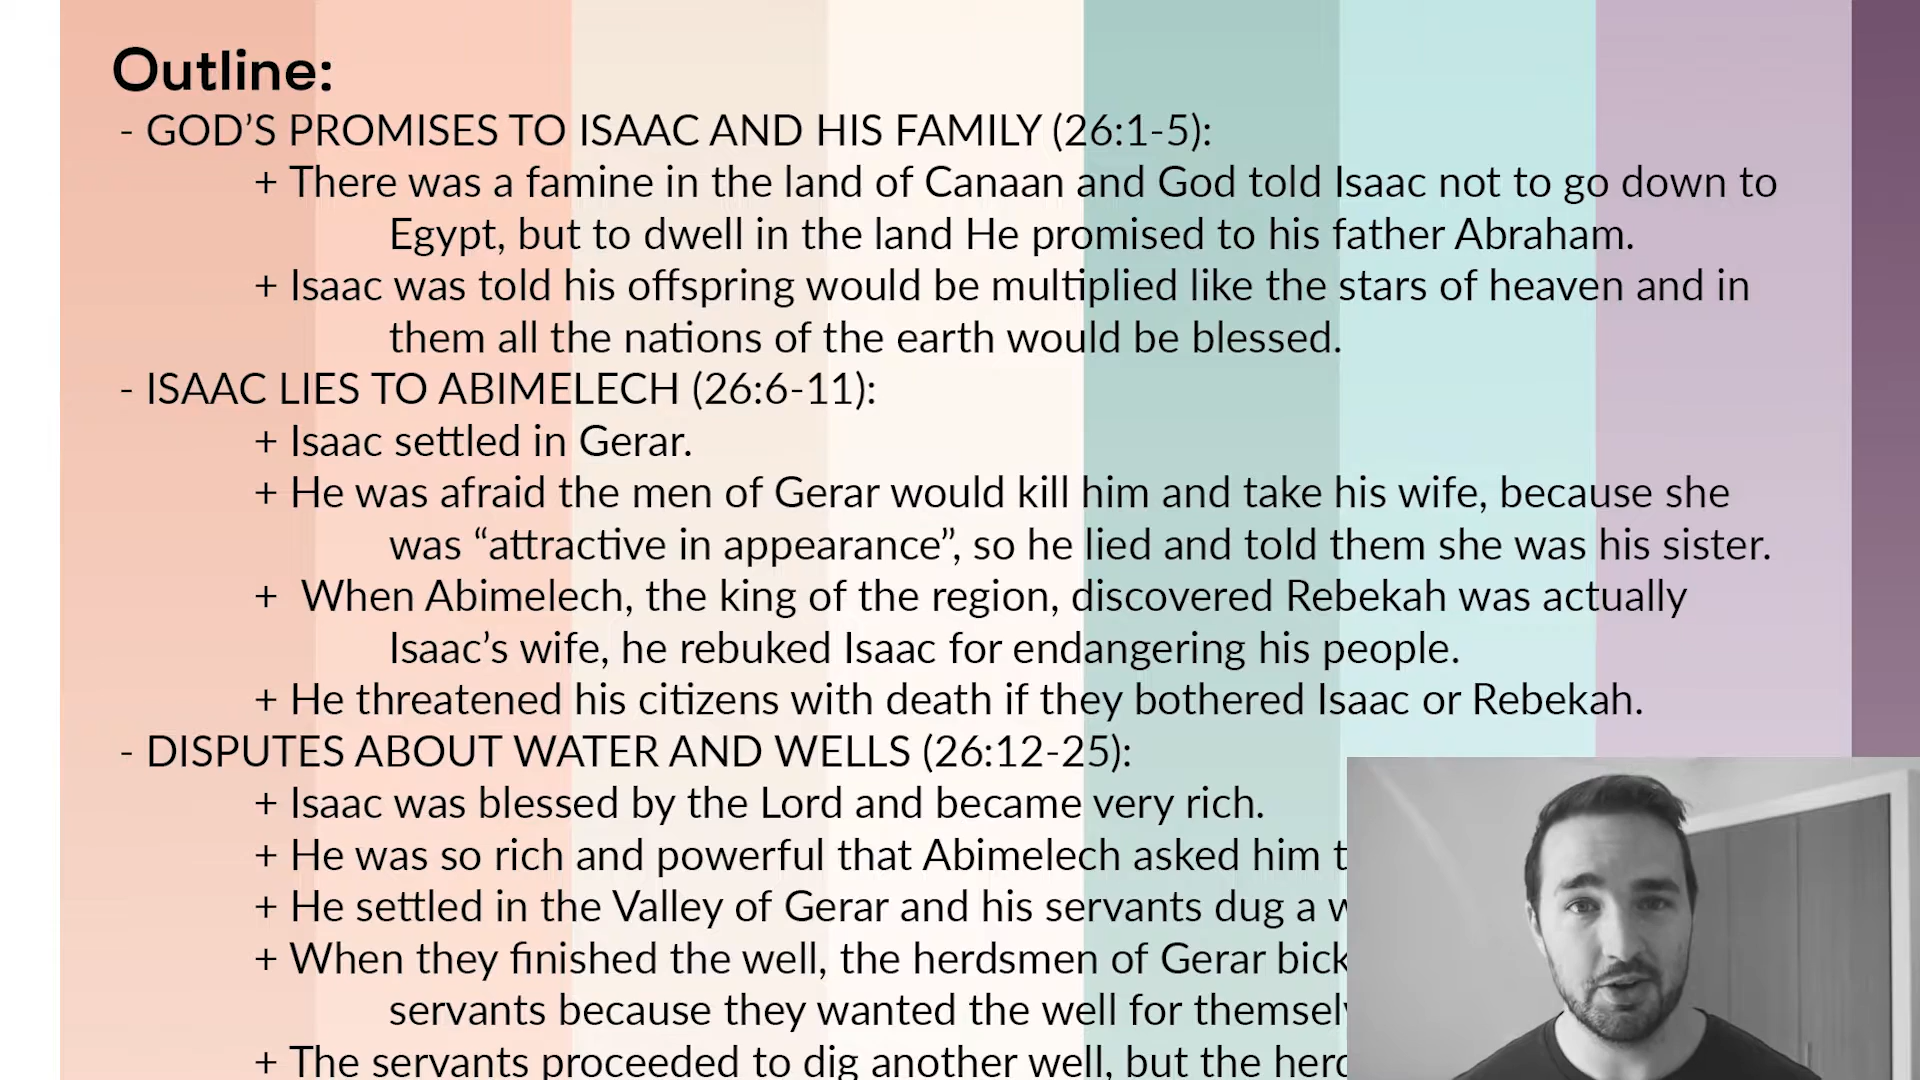 Outline:
- GOD’S PROMISES TO ISAAC AND HIS FAMILY (26:1-5):
+ There was a famine in the land of Canaan and God told Isaac not to go down to
Egypt, but to dwell in the land He promised to his father Abraham.
+ Isaac was told his offspring would be multiplied like the stars of heaven and in
them all the nations of the earth would be blessed.
- ISAAC LIES TO ABIMELECH (26:6-11):
+ Isaac settled in Gerar.
+ He was afraid the men of Gerar would kill him and take his wife, because she
was “attractive in appearance”, so he lied and told them she was his sister.
+ When Abimelech, the king of the region, discovered Rebekah was actually
Isaac’s wife, he rebuked Isaac for endangering his people.
+ He threatened his citizens with death if they bothered Isaac or Rebekah.
- DISPUTES ABOUT WATER AND WELLS (26:12-25):
+ Isaac was blessed by the Lord and became very rich.
+ He was so rich and powerful that Abimelech asked him
+ He settled in the Valley of Gerar and his servants dug a
+ When they finished the well, the herdsmen of Gerar
servants because they wanted the well for
+ The servants proceeded to dig another well, but the